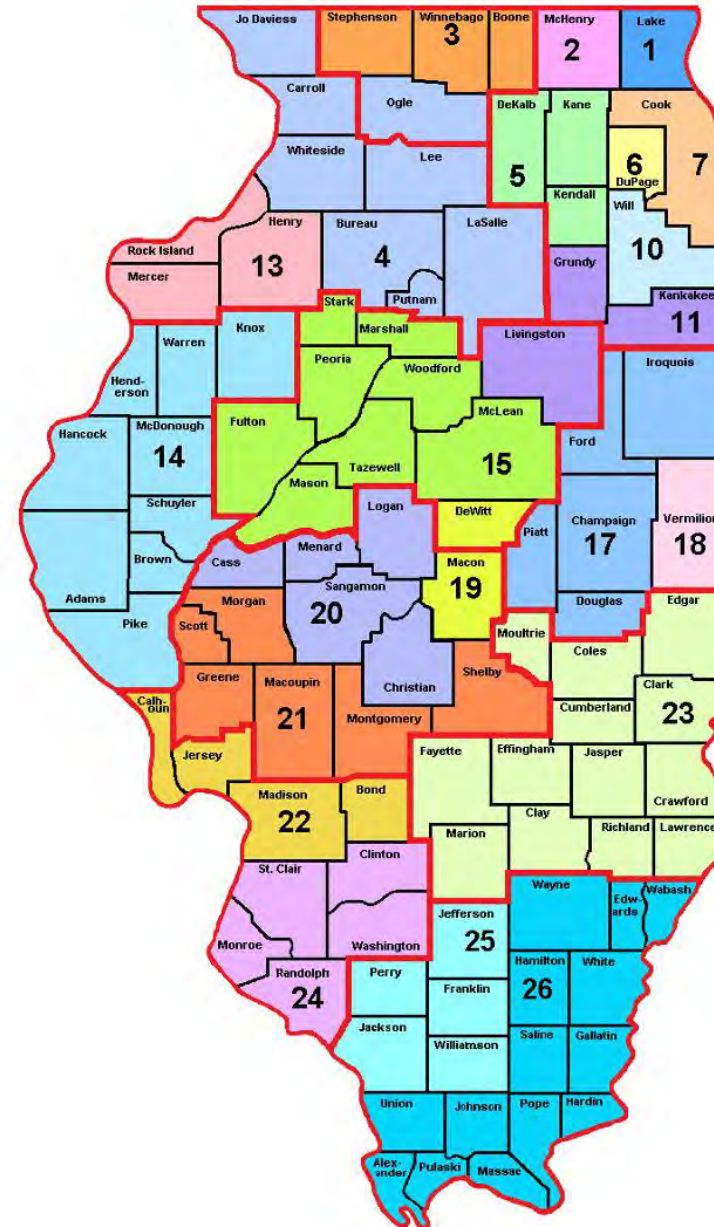 Jo Daviess
Stephenson
Winnebago
3
Boone
McHenry
2
Lake
1
Carroll
Ogle
DeKalb
5
Kane
Cook
7
6
DuPage
Whiteside
Lee
Kendall
Will
10
Rock Island
Henry
13
Bureau
4
LaSalle
Grundy
Mercer
Putnam
Kankakee
11
Stark
Marshall
Livingston
Iroquois
Warren
Knox
Peoria
Woodford
Hend-
erson
McLean
15
Hancock
McDonough
14
Fulton
Ford
Tazewell
Mason
Schuyler
Logan
DeWitt
Piatt
Champaign
17
Vermilion
18
Brown
Cass
Menard
Sangamon
20
Macon
19
Adams
Pike
Morgan
Scott
Douglas
Edgar
Moultrie
Coles
Greene
Macoupin
21
Christian
Shelby
Clark
23
Cumberland
Calh-
oun
Montgomery
Jersey
Fayette
Effingham
Jasper
Crawford
Madison
22
Bond
Clay
Marion
Richland
Lawrence
Clinton
St. Clair
Wayne
Edw-
ards
Wabash
Jefferson
25
Monroe
Washington
Randolph
24
Perry
Hamilton
26
White
Franklin
Jackson
Williamson
Saline
Gallatin
Union
Johnson
Pope
Hardin
Alex-
ander
Pulaski
Massac